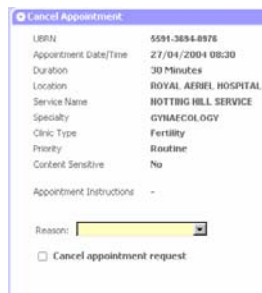 Cancel Appointment
UBRN 5591-3694-8976
Appointment Date/Time 27/04/2004 08:30
Duration 30 Minutes
Location ROYAL AERIEL HOSPITAL
Service Name HOTTING HILL SERVICE
Specialty GYNAECOLOGY
Clinic Type Fertility
Priority Routine
Content Sensitive No
Appointment Instructions -
Reason:
Cancel appointment request